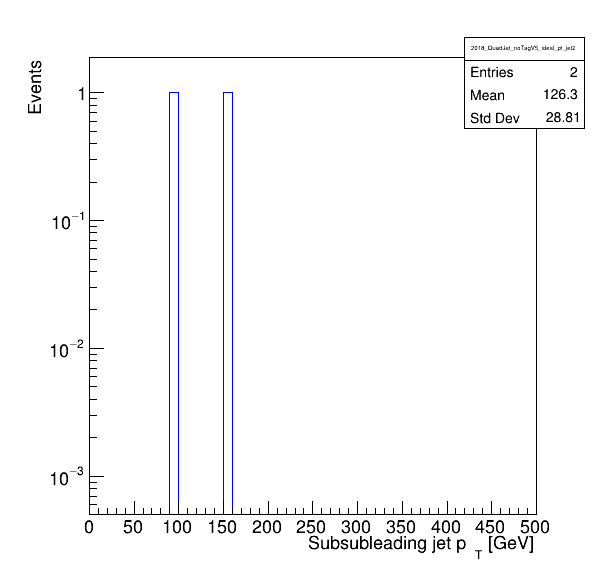 2018_QuadJet_noTagV5_ideal_pt_jet2
Entries 2
Mean 126.3
Std Dev 28.81
Events
1
10−1
10−2
10−3
0 50 100 150 200 250 300 350 400 450 500
Subsubleading jet p T [GeV]